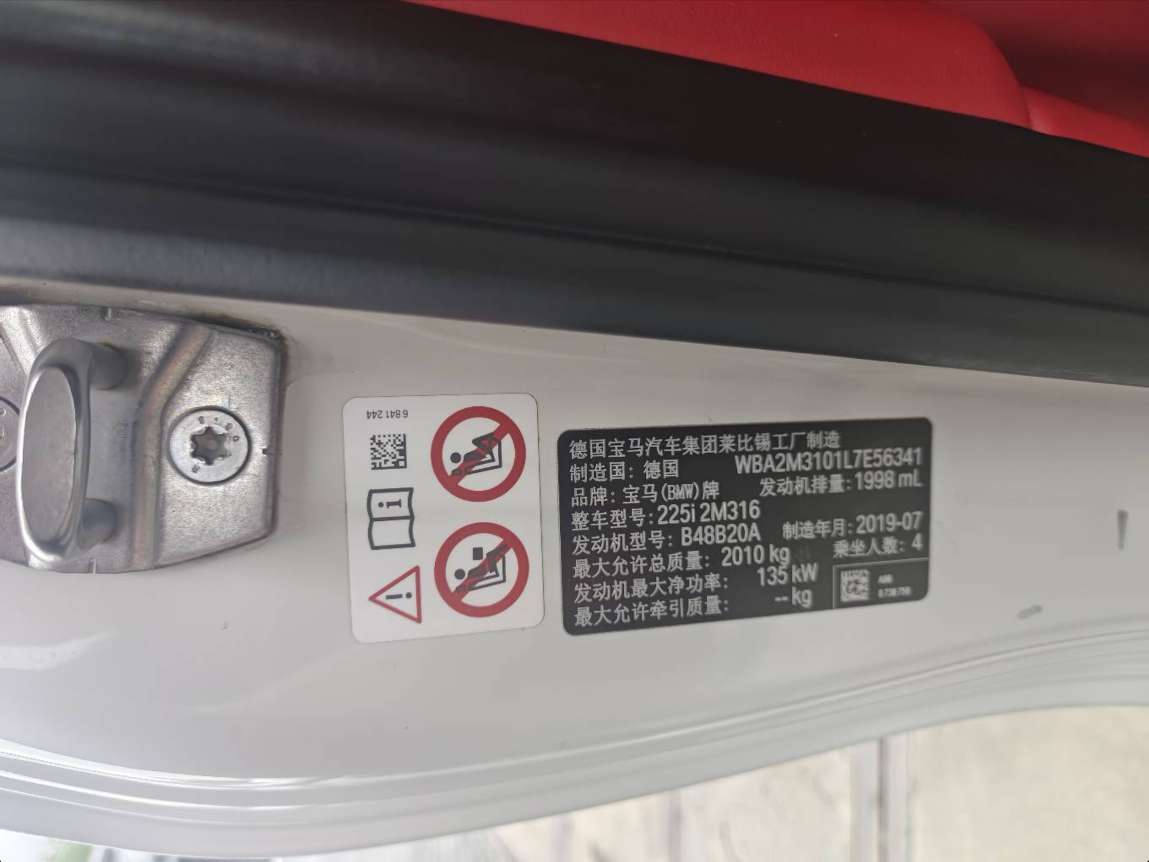 6841244
德国宝马汽车集团莱比锡工厂制造
制造国：德国 WBA2M3101L7E56341
品牌：宝马(BMW)牌 发动机排量：1998 mL
整车型号：225i 2M316
发动机型号：B48B20A 制造年月：2019-07
最大允许总质量： 2010 kg 乘坐人数：4
发动机最大净功率： 135 kW
最大允许牵引质量： -- kg